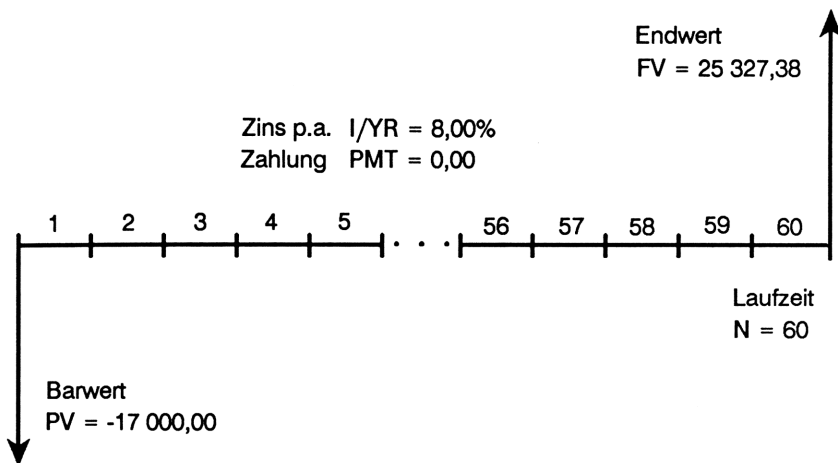 Endwert
FV = 25 327,38
Zins p.a. I/YR = 8,00%
Zahlung PMT = 0,00
1 2 3 4 5 . . . 56 57 58 59 60
Laufzeit
N = 60
Barwert
PV = -17 000,00